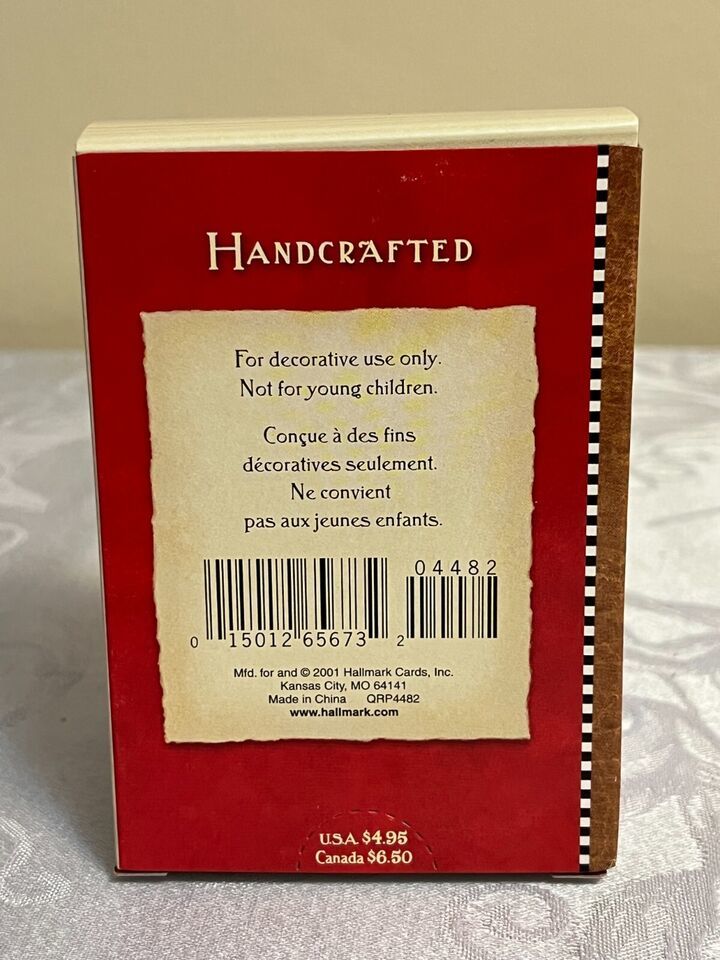 HANDCRAFTED
For decorative use only.
Not for young children.
Conçue à des fins
décoratives seulement.
Ne convient
pas aux jeunes enfants.
04482
0 15012 65673 2
Mfd. for and © 2001 Hallmark Cards, Inc.
Kansas City, MO 64141
Made in China QRP4482
www.hallmark.com
U.S.A. $4.95
Canada $6.50